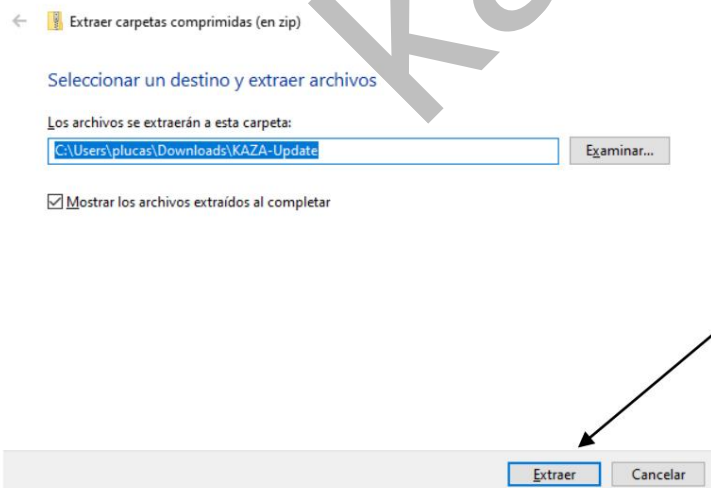 Extraer carpetas comprimidas (en zip)
Seleccionar un destino y extraer archivos
Los archivos se extraerán a esta carpeta:
C:\Users\plucas\Downloads\KAZA-Update
Examinar...
Mostrar los archivos extraídos al completar
Extraer
Cancelar